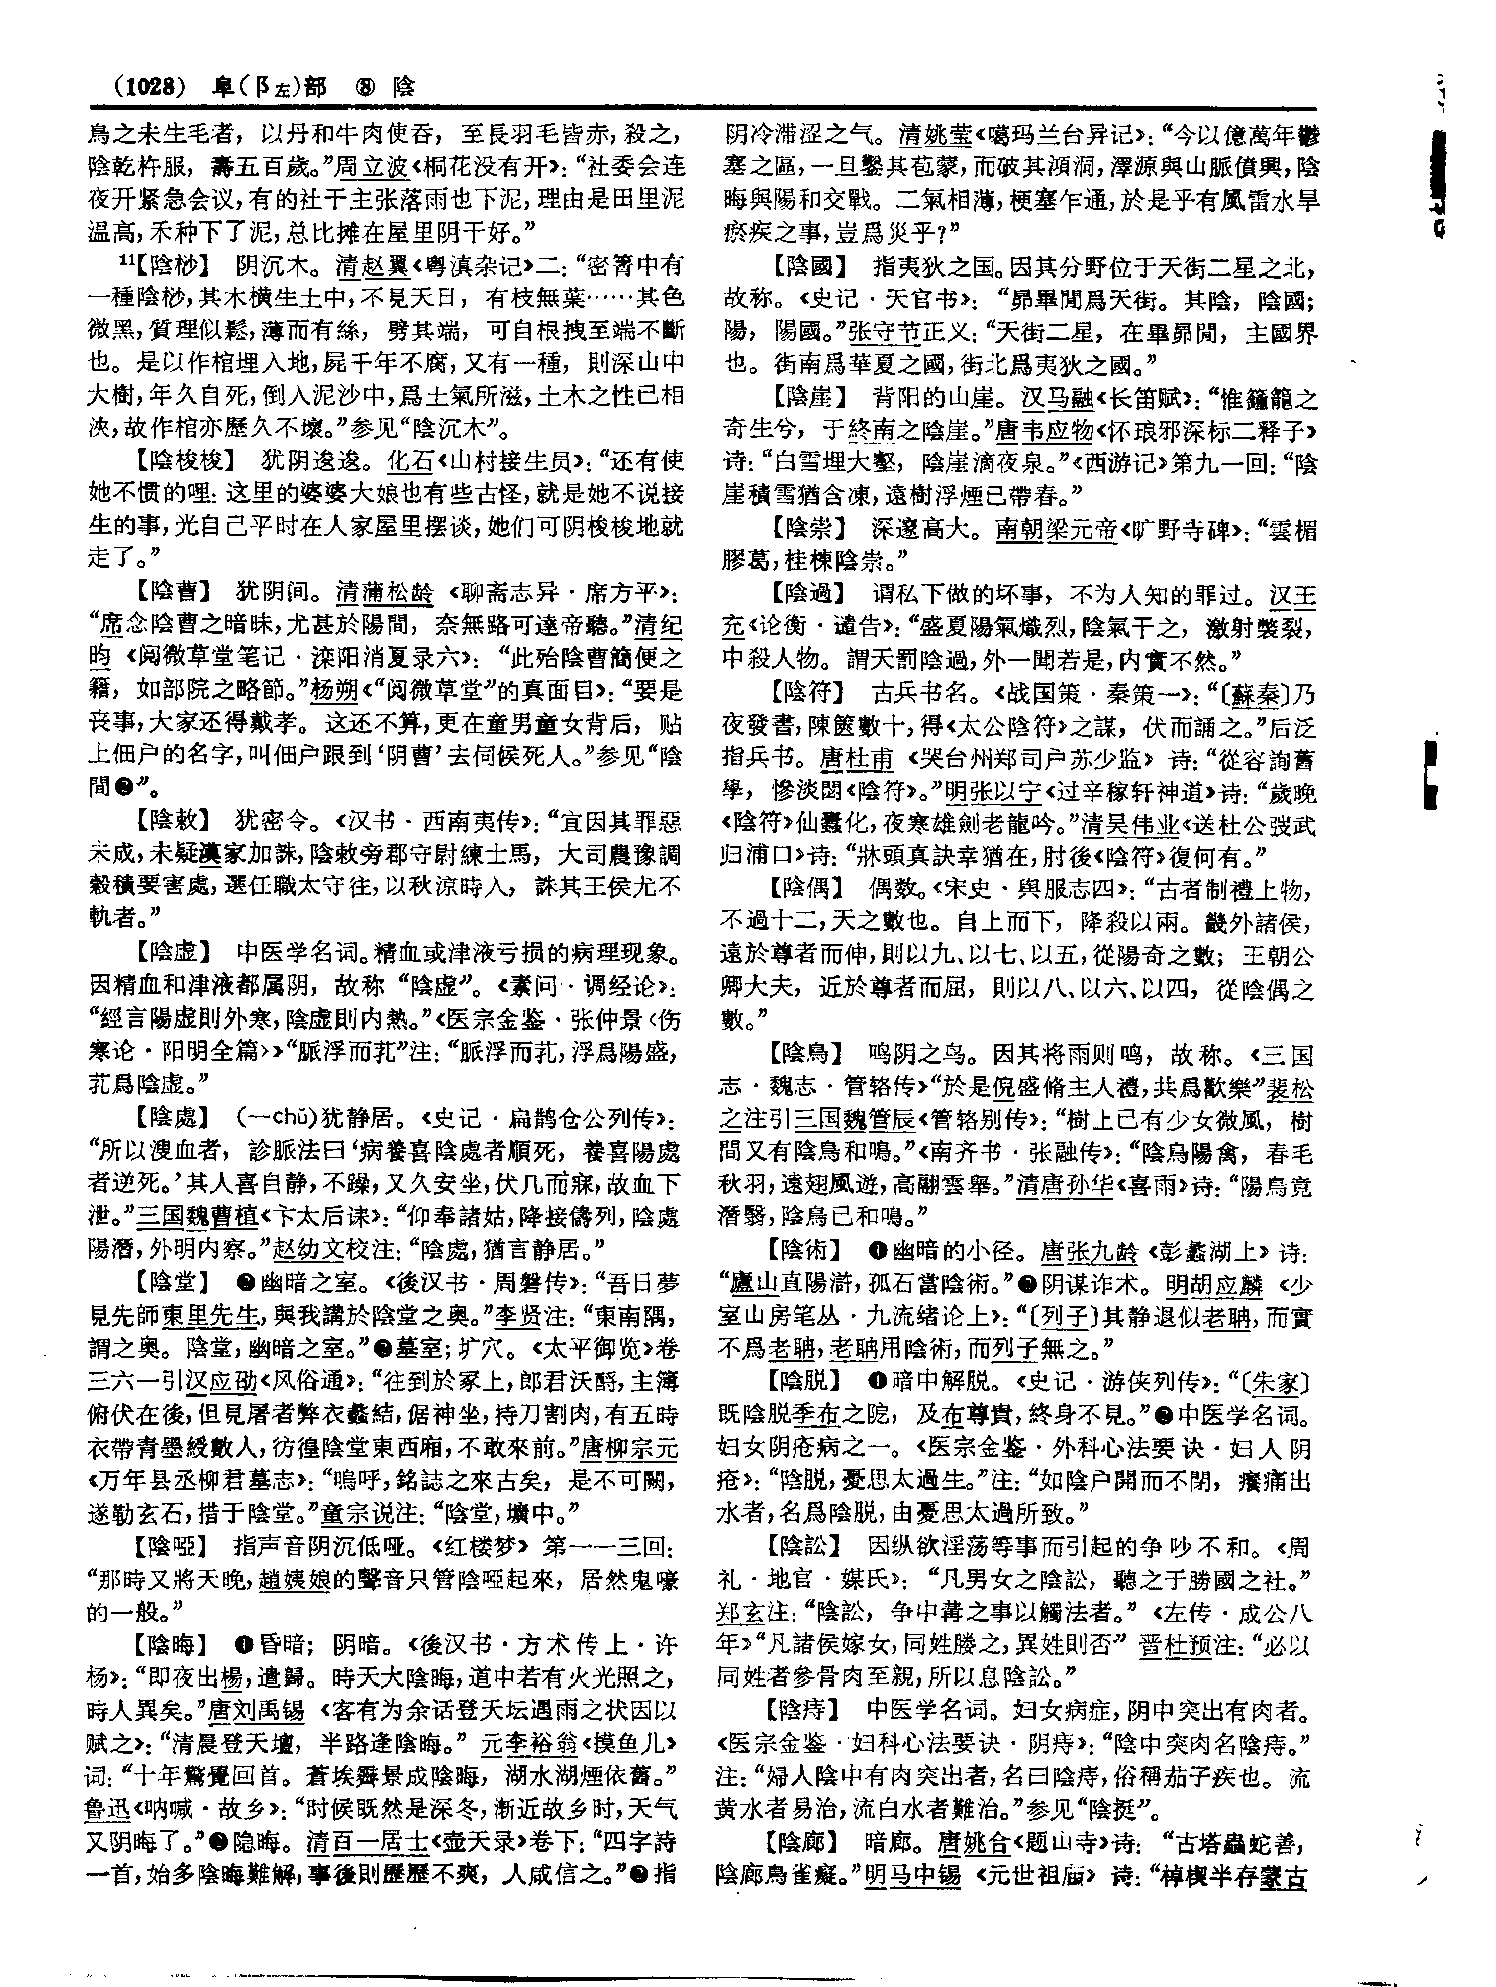 (1028) 阜(阝左)部 ⑧ 陰
鳥之未生毛者，以丹和牛肉使吞，至長羽毛皆赤，殺之，
陰乾杵服，壽五百歲。”周立波《桐花没有开》：“社委会连
夜开紧急会议，有的社干主张落雨也下泥，理由是田里泥
温高，禾种下了泥，总比摊在屋里阴干好。”
11【陰桫】 阴沉木。清赵翼《粤滇杂记》二：“密箐中有
一種陰桫，其木横生土中，不見天日，有枝無葉……其色
微黑，質理似鬆，薄而有絲，劈其端，可自根拽至端不斷
也。是以作棺埋入地，屍千年不腐，又有一種，則深山中
大樹，年久自死，倒入泥沙中，爲土氣所滋，土木之性已相
浹，故作棺亦歷久不壞。”参见“陰沉木”。
【陰梭梭】 犹阴逡逡。化石《山村接生员》：“还有使
她不惯的哩：这里的婆婆大娘也有些古怪，就是她不说接
生的事，光自己平时在人家屋里摆谈，她们可阴梭梭地就
走了。”
【陰曹】 犹阴间。清蒲松龄《聊斋志异·席方平》：
“席念陰曹之暗昧，尤甚於陽間，奈無路可達帝聽。”清纪
昀《阅微草堂笔记·滦阳消夏录六》：“此殆陰曹簡便之
籍，如部院之略節。”杨朔《“阅微草堂”的真面目》：“要是
丧事，大家还得戴孝。这还不算，更在童男童女背后，贴
上佃户的名字，叫佃户跟到‘阴曹’去伺侯死人。”参见“陰
間❷”。
【陰敕】 犹密令。《汉书·西南夷传》：“宜因其罪惡
未成，未疑漢家加誅，陰敕旁郡守尉練士馬，大司農豫調
穀積要害處，選任職太守往，以秋涼時入，誅其王侯尤不
軌者。”
【陰虚】 中医学名词。精血或津液亏损的病理现象。
因精血和津液都属阴，故称“陰虚”。《素问·调经论》：
“經言陽虚則外寒，陰虚則内熱。”《医宗金鉴·张仲景〈伤
寒论·阳明全篇〉》“脈浮而芤”注：“脈浮而芤，浮爲陽盛，
芤爲陰虚。”
【陰處】 (—chǔ)犹静居。《史记·扁鹊仓公列传》：
“所以溲血者，診脈法曰‘病養喜陰處者順死，養喜陽處
者逆死。’其人喜自静，不躁，又久安坐，伏几而寐，故血下
泄。”三国魏曹植《卞太后诔》：“仰奉諸姑，降接儔列，陰處
陽潛，外明内察。”赵幼文校注：“陰處，猶言静居。”
【陰堂】 ❶幽暗之室。《後汉书·周磐传》：“吾日夢
見先師東里先生，與我講於陰堂之奥。”李贤注：“東南隅，
謂之奥。陰堂，幽暗之室。”❷墓室；圹穴。《太平御览》卷
三六一引汉应劭《风俗通》：“往到於冢上，郎君沃酹，主簿
俯伏在後，但見屠者弊衣蠡結，倨神坐，持刀割肉，有五時
衣帶青墨綬數人，彷徨陰堂東西廂，不敢來前。”唐柳宗元
《万年县丞柳君墓志》：“嗚呼，銘誌之來古矣，是不可闕，
遂勒玄石，措于陰堂。”童宗说注：“陰堂，壙中。”
【陰啞】 指声音阴沉低哑。《红楼梦》第一一三回：
“那時又將天晚，趙姨娘的聲音只管陰啞起來，居然鬼嚎
的一般。”
【陰晦】 ❶昏暗；阴暗。《後汉书·方术传上·许
杨》：“即夜出楊，遣歸。時天大陰晦，道中若有火光照之，
時人異矣。”唐刘禹锡《客有为余话登天坛遇雨之状因以
赋之》：“清晨登天壇，半路逢陰晦。”元李裕翁《摸鱼儿》
词：“十年驚覺回首。蒼埃霽景成陰晦，湖水湖煙依舊。”
鲁迅《呐喊·故乡》：“时候既然是深冬，渐近故乡时，天气
又阴晦了。”❷隐晦。清百一居士《壶天录》卷下：“四字詩
一首，始多陰晦難解，事後則歷歷不爽，人咸信之。”❸指
阴冷滞涩之气。清姚莹《噶玛兰台异记》：“今以億萬年鬱
塞之區，一旦鑿其苞蒙，而破其澒洞，澤源與山脈僨興，陰
晦與陽和交戰。二氣相薄，梗塞乍通，於是乎有風雷水旱
瘀疾之事，豈爲災乎？”
【陰國】 指夷狄之国。因其分野位于天街二星之北，
故称。《史记·天官书》：“昴畢閒爲天街。其陰，陰國；
陽，陽國。”张守节正义：“天街二星，在畢昴閒，主國界
也。街南爲華夏之國，街北爲夷狄之國。”
【陰崖】 背阳的山崖。汉马融《长笛赋》：“惟籦籠之
奇生兮，于終南之陰崖。”唐韦应物《怀琅邪深标二释子》
诗：“白雪埋大壑，陰崖滴夜泉。”《西游记》第九一回：“陰
崖積雪猶含凍，遠樹浮煙已帶春。”
【陰崇】 深邃高大。南朝梁元帝《旷野寺碑》：“雲楣
膠葛，桂棟陰崇。”
【陰過】 谓私下做的坏事，不为人知的罪过。汉王
充《论衡·谴告》：“盛夏陽氣熾烈，陰氣干之，激射襒裂，
中殺人物。謂天罰陰過，外一聞若是，内實不然。”
【陰符】 古兵书名。《战国策·秦策一》：“〔蘇秦〕乃
夜發書，陳篋數十，得《太公陰符》之謀，伏而誦之。”后泛
指兵书。唐杜甫《哭台州郑司户苏少监》诗：“從容詢舊
學，慘淡閟《陰符》。”明张以宁《过辛稼轩神道》诗：“歲晚
《陰符》仙蠹化，夜寒雄劍老龍吟。”清吴伟业《送杜公弢武
归浦口》诗：“牀頭真訣幸猶在，肘後《陰符》復何有。”
【陰偶】 偶数。《宋史·舆服志四》：“古者制禮上物，
不過十二，天之數也。自上而下，降殺以兩。畿外諸侯，
遠於尊者而伸，則以九、以七、以五，從陽奇之數；王朝公
卿大夫，近於尊者而屈，則以八、以六、以四，從陰偶之
數。”
【陰鳥】 鸣阴之鸟。因其将雨则鸣，故称。《三国
志·魏志·管辂传》“於是倪盛脩主人禮，共爲歡樂”裴松
之注引三国魏管辰《管辂别传》：“樹上已有少女微風，樹
間又有陰鳥和鳴。”《南齐书·张融传》：“陰鳥陽禽，春毛
秋羽，遠翅風遊，高翮雲舉。”清唐孙华《喜雨》诗：“陽烏竟
潛翳，陰鳥已和鳴。”
【陰術】 ❶幽暗的小径。唐张九龄《彭蠡湖上》诗：
“廬山直陽滸，孤石當陰術。”❷阴谋诈术。明胡应麟《少
室山房笔丛·九流绪论上》：“〔列子〕其静退似老聃，而實
不爲老聃，老聃用陰術，而列子無之。”
【陰脱】 ❶暗中解脱。《史记·游侠列传》：“〔朱家〕
既陰脱季布之阨，及布尊貴，終身不見。”❷中医学名词。
妇女阴疮病之一。《医宗金鉴·外科心法要诀·妇人阴
疮》：“陰脱，憂思太過生。”注：“如陰户開而不閉，癢痛出
水者，名爲陰脱，由憂思太過所致。”
【陰訟】 因纵欲淫荡等事而引起的争吵不和。《周
礼·地官·媒氏》：“凡男女之陰訟，聽之于勝國之社。”
郑玄注：“陰訟，争中冓之事以觸法者。”《左传·成公八
年》“凡諸侯嫁女，同姓媵之，異姓則否”晋杜预注：“必以
同姓者參骨肉至親，所以息陰訟。”
【陰痔】 中医学名词。妇女病症，阴中突出有肉者。
《医宗金鉴·妇科心法要诀·阴痔》：“陰中突肉名陰痔。”
注：“婦人陰中有肉突出者，名曰陰痔，俗稱茄子疾也。流
黄水者易治，流白水者難治。”参见“陰挺”。
【陰廊】 暗廊。唐姚合《题山寺》诗：“古塔蟲蛇善，
陰廊鳥雀癡。”明马中锡《元世祖庙》诗：“棹楔半存蒙古